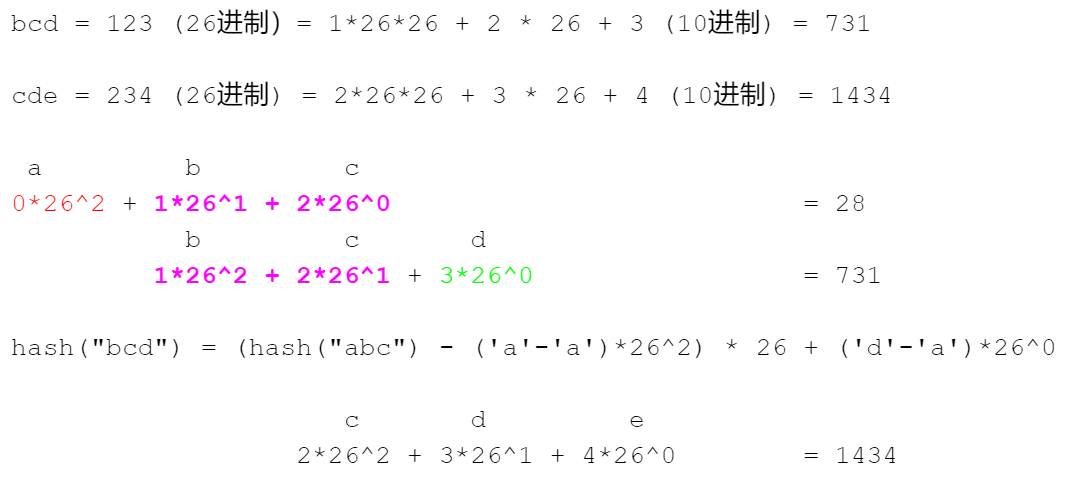 bcd = 123 (26进制) = 1*26*26 + 2 * 26 + 3 (10进制) = 731
cde = 234 (26进制) = 2*26*26 + 3 * 26 + 4 (10进制) = 1434
a b c
0*26^2 + 1*26^1 + 2*26^0 = 28
b c d
1*26^2 + 2*26^1 + 3*26^0 = 731
hash("bcd") = (hash("abc") - ('a'-'a')*26^2) * 26 + ('d'-'a')*26^0
c d e
2*26^2 + 3*26^1 + 4*26^0 = 1434